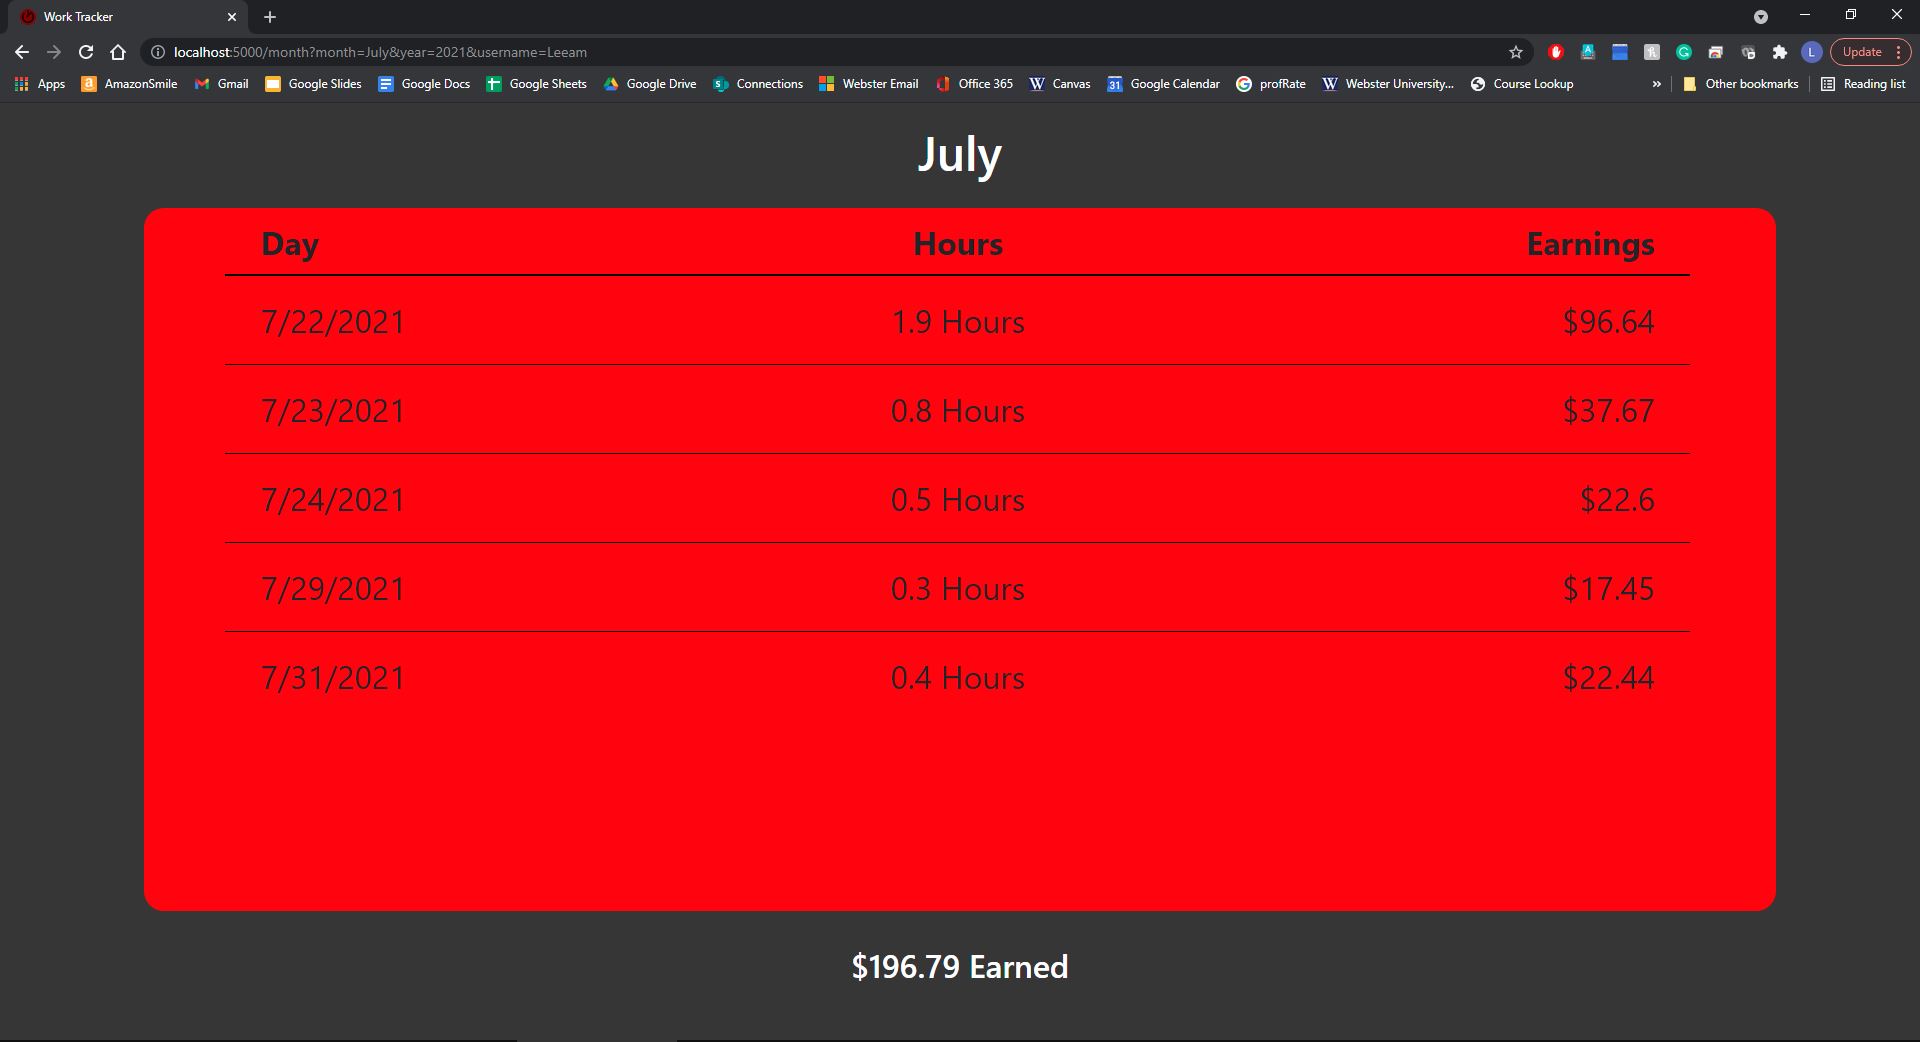 Work Tracker
localhost:5000/month?month=July&year=2021&username=Leeam
L
Update
Apps
AmazonSmile
Gmail
Google Slides
Google Docs
Google Sheets
Google Drive
Connections
Webster Email
Office 365
Canvas
31 Google Calendar
profRate
Webster University...
Course Lookup
»
Other bookmarks
Reading list
July
Day Hours Earnings
7/22/2021 1.9 Hours $96.64
7/23/2021 0.8 Hours $37.67
7/24/2021 0.5 Hours $22.6
7/29/2021 0.3 Hours $17.45
7/31/2021 0.4 Hours $22.44
$196.79 Earned